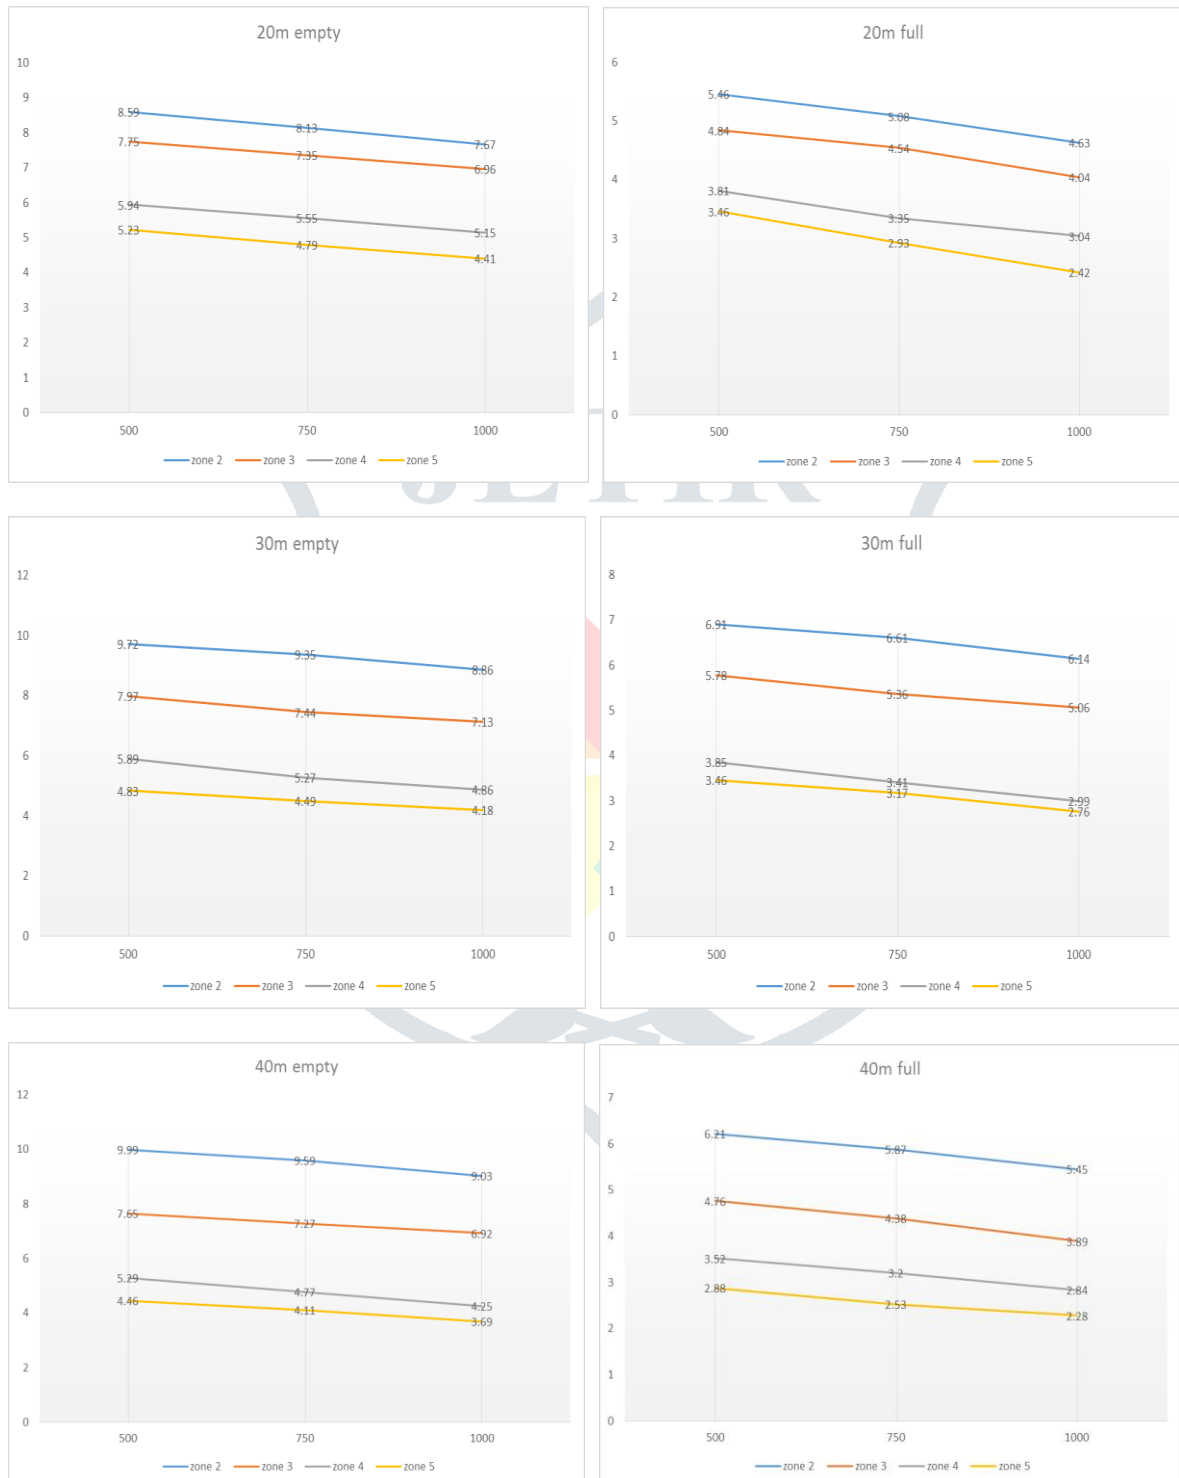 20m empty
10
9
8
7
6
5
4
3
2
1
0
8.59 8.13 7.67
7.75 7.35 6.96
5.94 5.55 5.15
5.23 4.79 4.41
500 750 1000
zone 2 zone 3 zone 4 zone 5
20m full
6
5
4
3
2
1
0
5.46 5.08 4.63
4.84 4.54 4.04
3.81 3.35 3.04
3.46 2.93 2.42
500 750 1000
zone 2 zone 3 zone 4 zone 5
JETIR
30m empty
12
10
8
6
4
2
0
9.72 9.35 8.86
7.97 7.44 7.13
5.89 5.27 4.86
4.83 4.49 4.18
500 750 1000
zone 2 zone 3 zone 4 zone 5
30m full
8
7
6
5
4
3
2
1
0
6.91 6.61 6.14
5.78 5.36 5.06
3.85 3.41 2.99
3.46 3.17 2.76
500 750 1000
zone 2 zone 3 zone 4 zone 5
40m empty
12
10
8
6
4
2
0
9.99 9.59 9.03
7.65 7.27 6.92
5.29 4.77 4.25
4.46 4.11 3.69
500 750 1000
zone 2 zone 3 zone 4 zone 5
40m full
7
6
5
4
3
2
1
0
6.21 5.87 5.45
4.76 4.38 3.89
3.52 3.2 2.84
2.88 2.53 2.28
500 750 1000
zone 2 zone 3 zone 4 zone 5